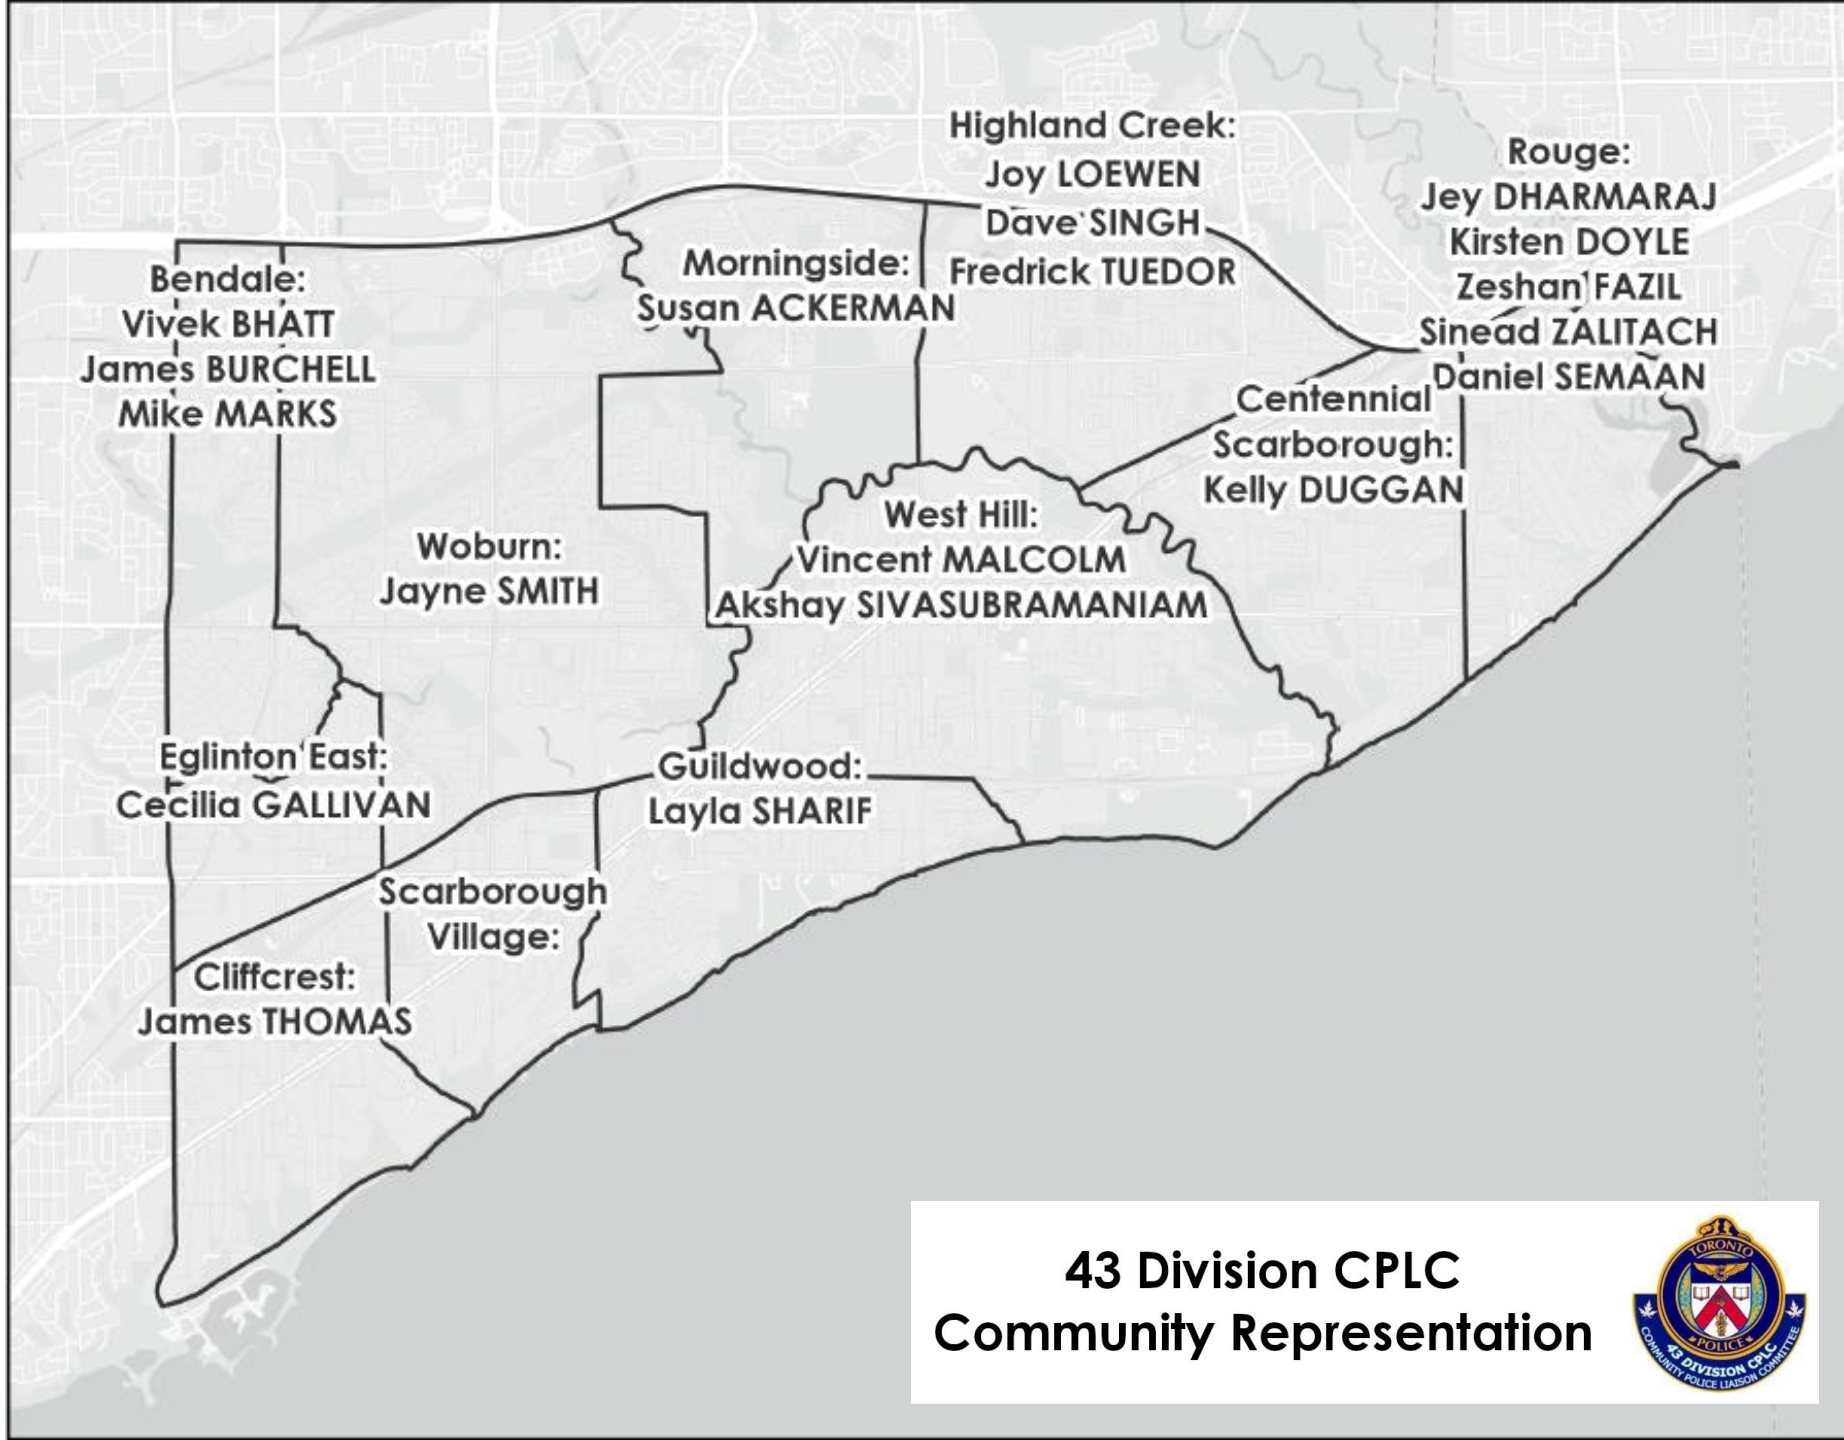 Highland Creek:
Joy LOEWEN
Dave SINGH
Fredrick TUEDOR
Rouge:
Jey DHARMARAJ
Kirsten DOYLE
Zeshan FAZIL
Sinead ZALITACH
Daniel SEMAAN
Morningside:
Susan ACKERMAN
Bendale:
Vivek BHATT
James BURCHELL
Mike MARKS
Centennial
Scarborough:
Kelly DUGGAN
West Hill:
Vincent MALCOLM
Akshay SIVASUBRAMANIAM
Woburn:
Jayne SMITH
Eglinton East:
Cecilia GALLIVAN
Guildwood:
Layla SHARIF
Scarborough
Village:
Cliffcrest:
James THOMAS
43 Division CPLC
Community Representation
TORONTO
POLICE
43 DIVISION CPLC
COMMUNITY POLICE LIAISON COMMITTEE